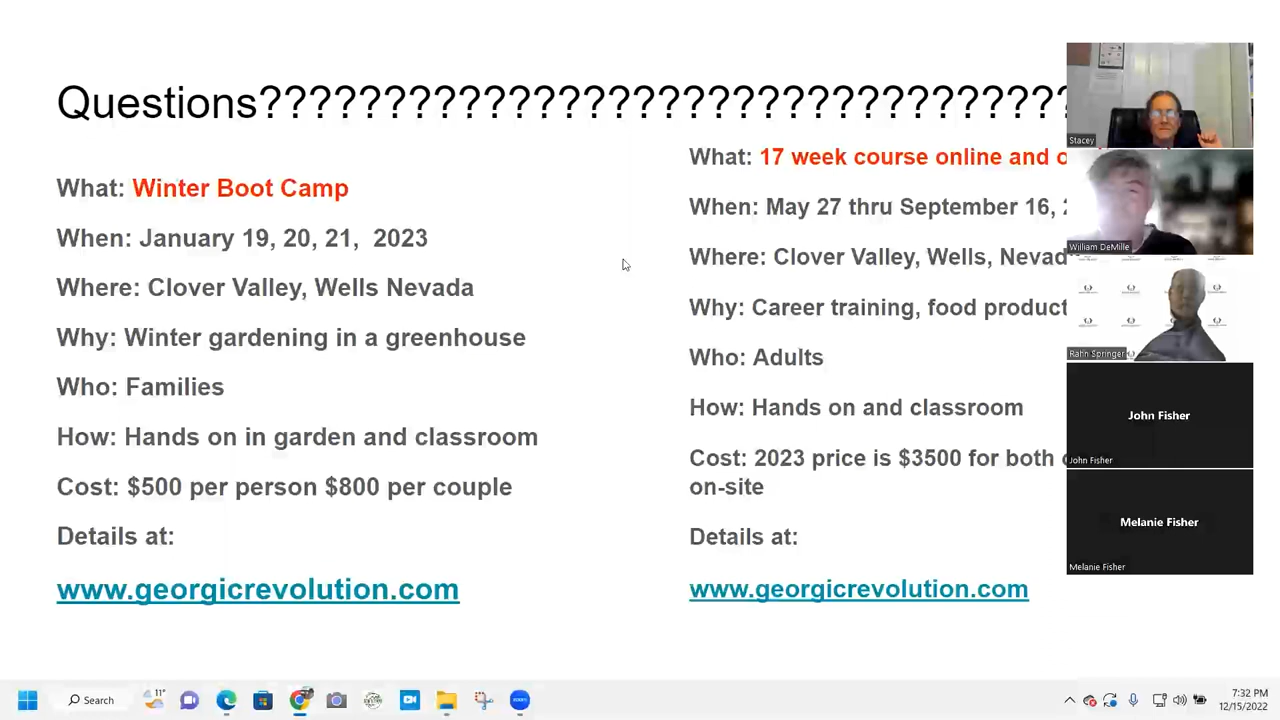 Questions????????????????????????????????
What: Winter Boot Camp
When: January 19, 20, 21, 2023
Where: Clover Valley, Wells Nevada
Why: Winter gardening in a greenhouse
Who: Families
How: Hands on in garden and classroom
Cost: $500 per person $800 per couple
Details at:
www.georgicrevolution.com
What: 17 week course online and
When: May 27 thru September 16,
Where: Clover Valley, Wells,
Why: Career training, food
Who: Adults
How: Hands on and classroom
Cost: 2023 price is $3500 for both
on-site
Details at:
www.georgicrevolution.com
Stacey
William DeMille
Rahn Springer
John Fisher
John Fisher
Melanie Fisher
Melanie Fisher
11°
Search
zoom
7:32 PM
12/15/2022